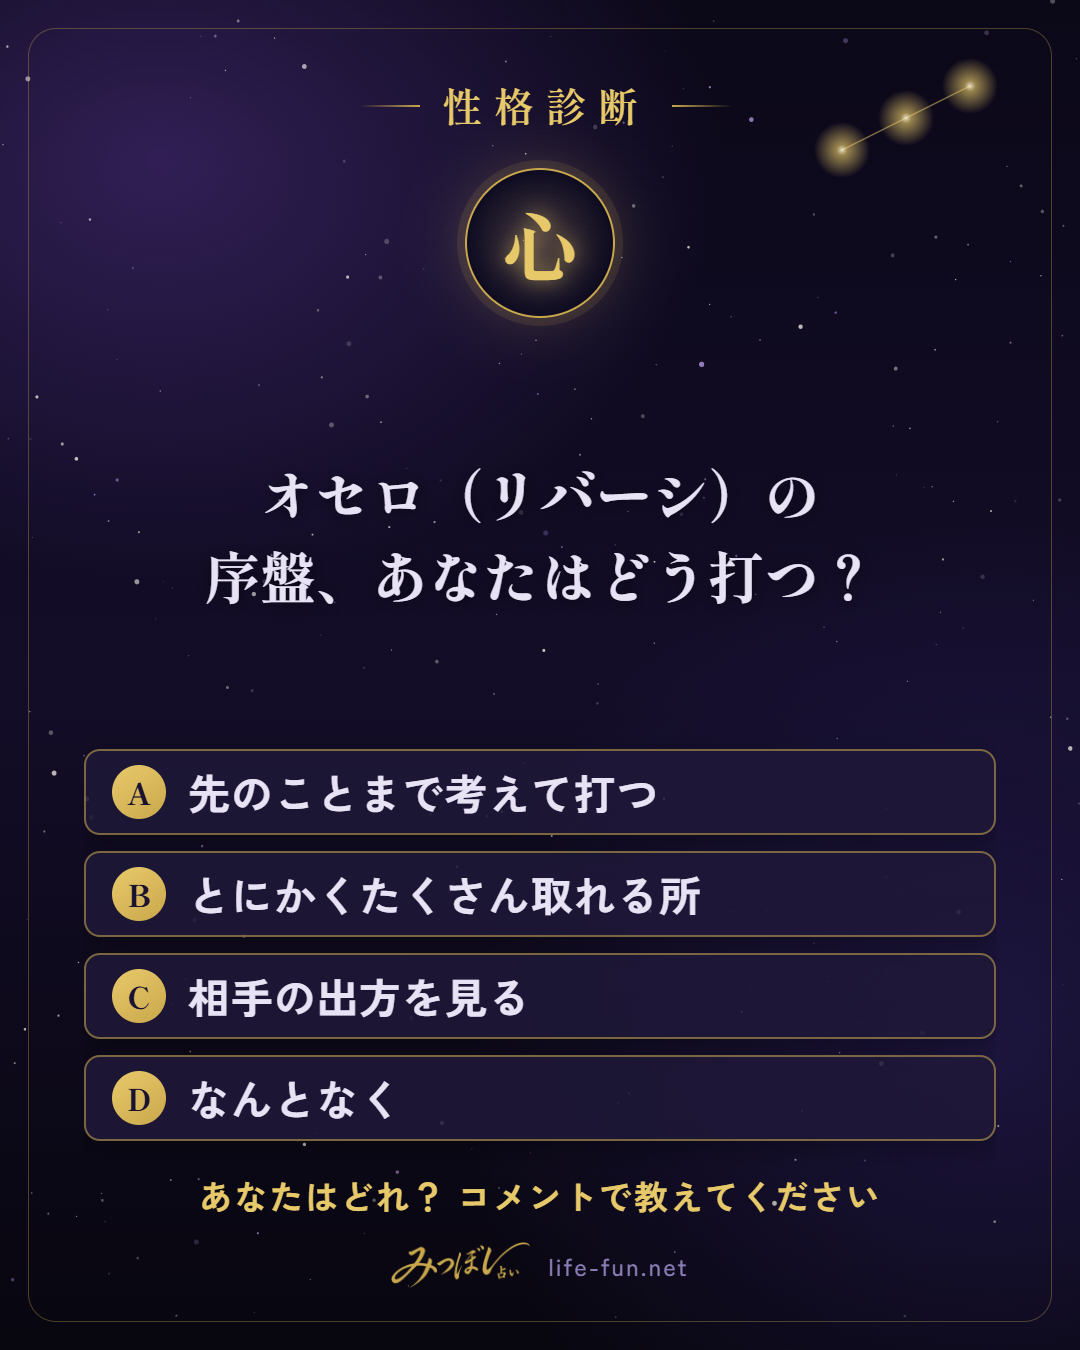 性格診断
心
オセロ（リバーシ）の
序盤、あなたはどう打つ？
A 先のことまで考えて打つ
B とにかくたくさん取れる所
C 相手の出方を見る
D なんとなく
あなたはどれ？ コメントで教えてください
みつぼし占い life-fun.net